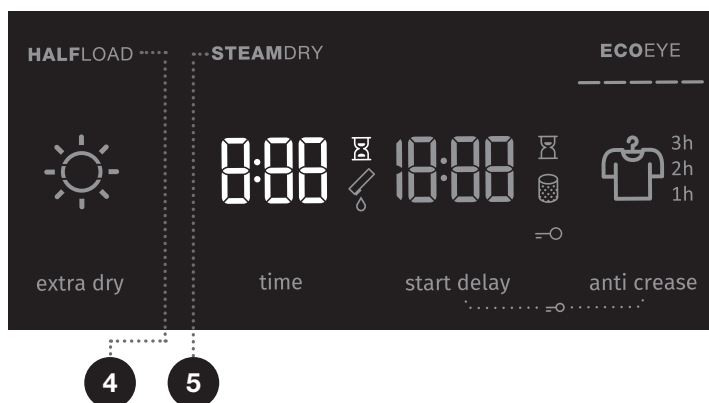 HALFLOAD
STEAMDRY
ECOEYE
8:88
18:88
3h
2h
1h
extra dry
time
start delay
anti crease
4
5